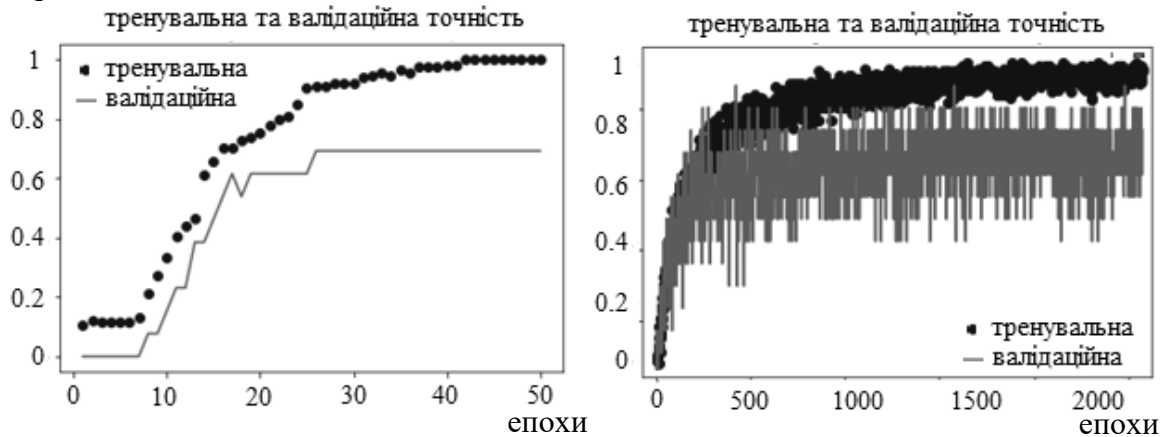 тренувальна та валідаційна точність
тренувальна
валідаційна
1
0.8
0.6
0.4
0.2
0
0
10
20
30
40
50
епохи
тренувальна та валідаційна точність
1
0.8
0.6
0.4
0.2
0
тренувальна
валідаційна
0
500
1000
1500
2000
епохи